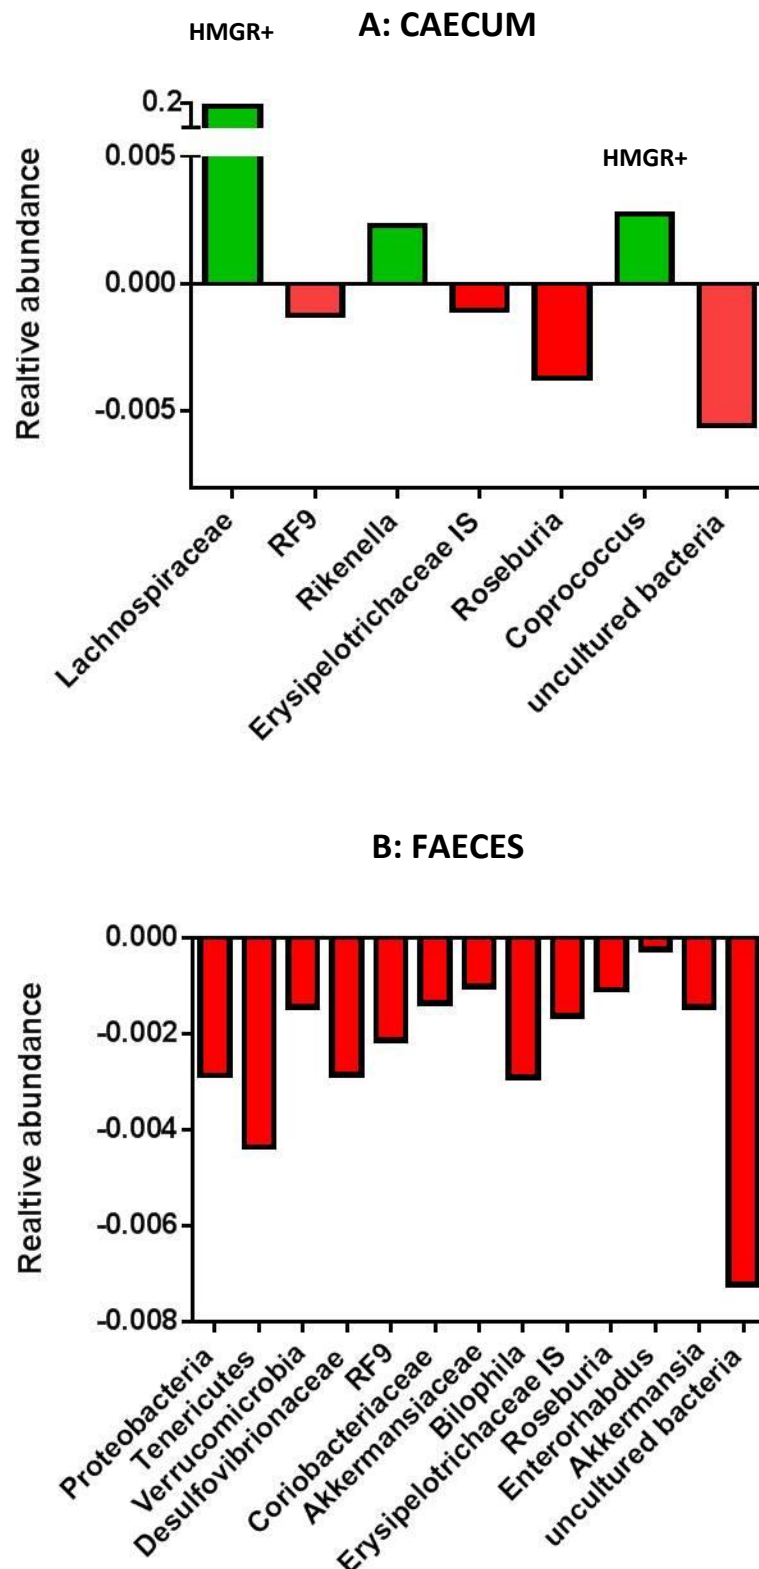 A: CAECUM
HMGR+
HMGR+
Realtive abundance
0.2
0.005
0.000
-0.005
Lachnospiraceae
RF9
Rikenella
Erysipelotrichaceae IS
Roseburia
Coprococcus
uncultured bacteria
B: FAECES
Realtive abundance
0.000
-0.002
-0.004
-0.006
-0.008
Proteobacteria
Tenericutes
Verrucomicrobia
Desulfovibrionaceae
RF9
Coriobacteriaceae
Akkermansiaceae
Bilophila
Erysipelotrichaceae IS
Roseburia
Enterorhabdus
Akkermansia
uncultured bacteria